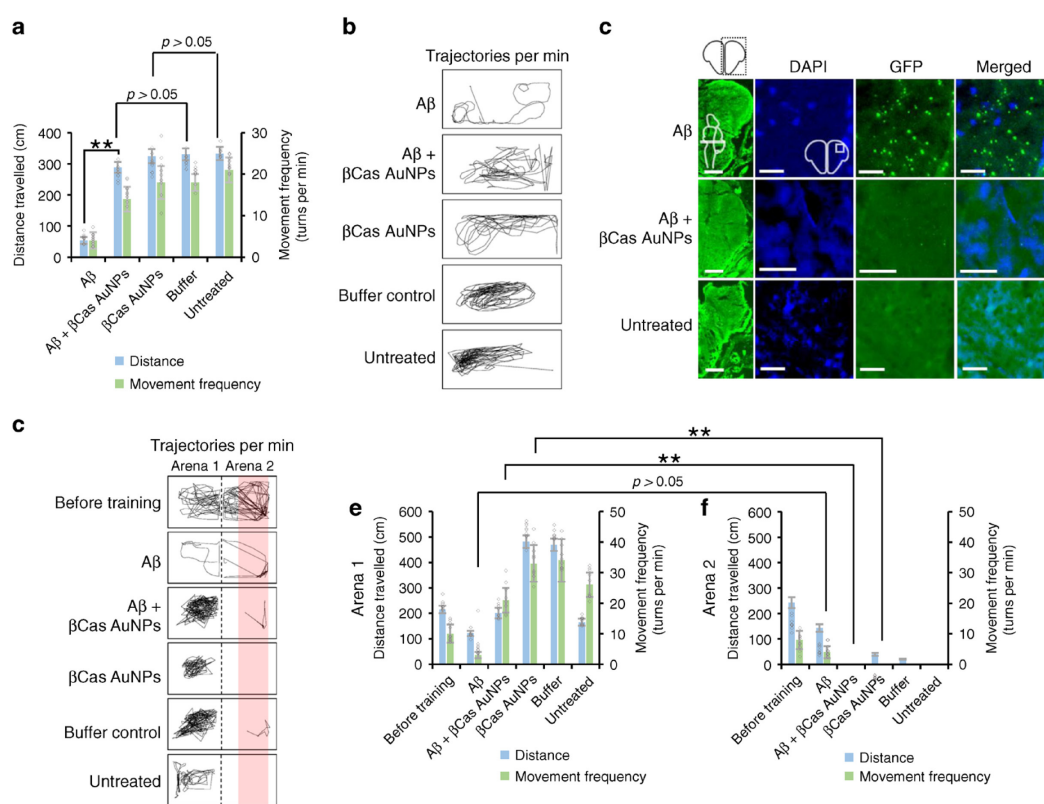 a
p > 0.05
p > 0.05
**
400
300
200
100
0
30
20
10
0
Distance travelled (cm)
Movement frequency
(turns per min)
Aβ
Aβ + βCas AuNPs
βCas AuNPs
Buffer
Untreated
Distance
Movement frequency
b
Trajectories per min
Aβ
Aβ +
βCas AuNPs
βCas AuNPs
Buffer control
Untreated
c
DAPI
GFP
Merged
Aβ
Aβ +
βCas AuNPs
Untreated
c
Trajectories per min
Arena 1
Arena 2
Before training
Aβ
Aβ +
βCas AuNPs
βCas AuNPs
Buffer control
Untreated
**
**
p > 0.05
e
Arena 1
Distance travelled (cm)
600
500
400
300
200
100
0
50
40
30
20
10
0
Movement frequency
(turns per min)
Before training
Aβ
Aβ + βCas AuNPs
βCas AuNPs
Buffer
Untreated
Distance
Movement frequency
f
Arena 2
Distance travelled (cm)
600
500
400
300
200
100
0
50
40
30
20
10
0
Movement frequency
(turns per min)
Before training
Aβ
Aβ + βCas AuNPs
βCas AuNPs
Buffer
Untreated
Distance
Movement frequency